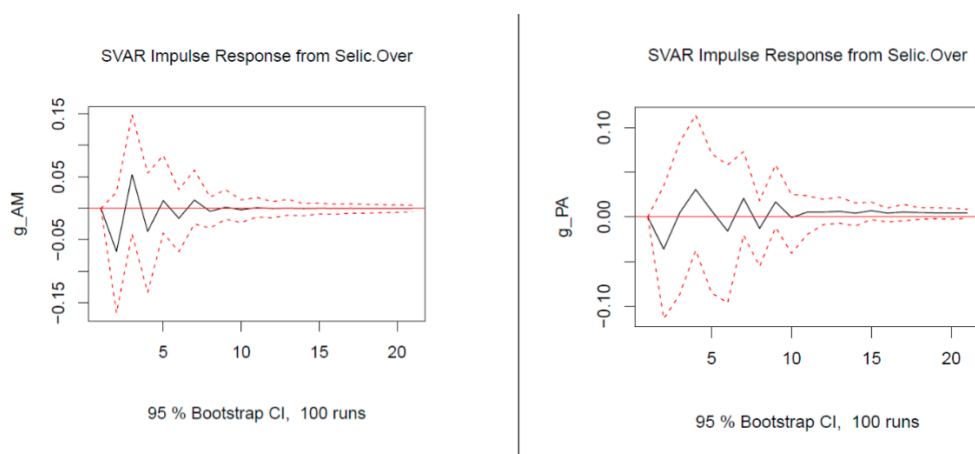 SVAR Impulse Response from Selic.Over
g_AM
0.15
0.05
−0.05
−0.15
5
10
15
20
95 % Bootstrap CI, 100 runs
SVAR Impulse Response from Selic.Over
g_PA
0.10
0.00
−0.10
5
10
15
20
95 % Bootstrap CI, 100 runs